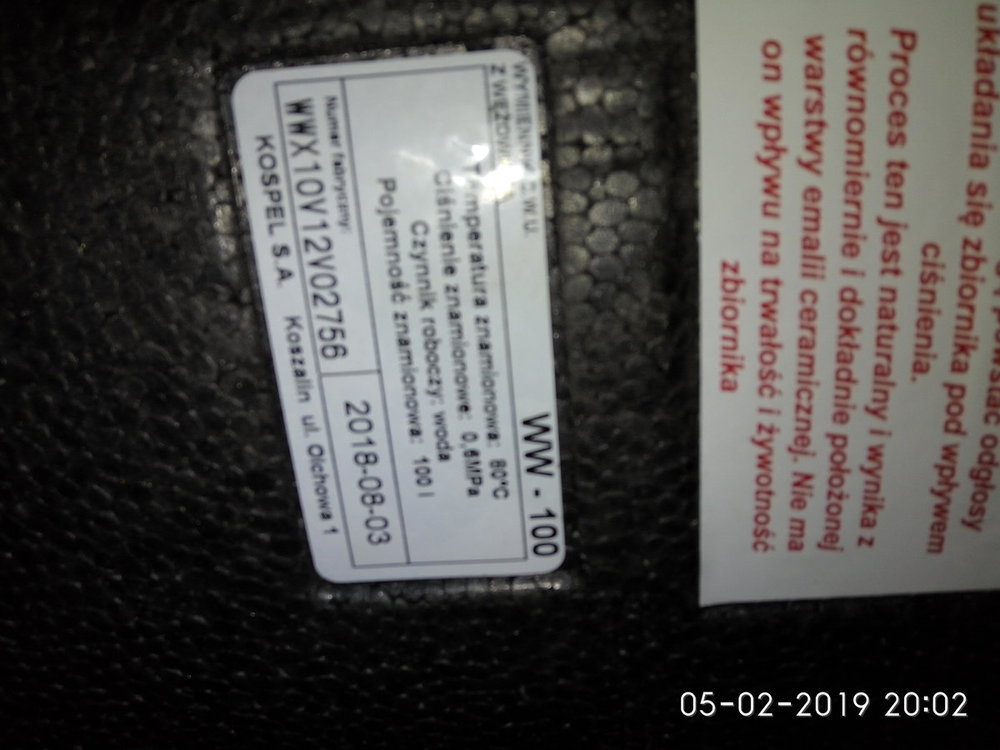 WYMIENNIK C.W.U.
Z WĘŻOW
WW - 100
Temperatura znamionowa: 80°C
Ciśnienie znamionowe: 0,6MPa
Czynnik roboczy: woda
Pojemność znamionowa: 100 l
Numer fabryczny:
WWX10V12V02756
2018-08-03
KOSPEL S.A. Koszalin ul. Olchowa 1
odgłosy
układania się zbiornika pod wpływem
ciśnienia.
Proces ten jest naturalny i wynika z
równomiernie i dokładnie położonej
warstwy emalii ceramicznej. Nie ma
on wpływu na trwałość i żywotność
zbiornika
05-02-2019 20:02